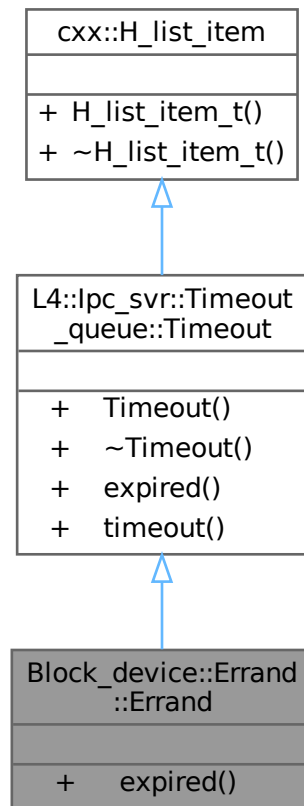 cxx::H_list_item
+ H_list_item_t()
+ ~H_list_item_t()
L4::Ipc_svr::Timeout
_queue::Timeout
+ Timeout()
+ ~Timeout()
+ expired()
+ timeout()
Block_device::Errand
::Errand
+ expired()